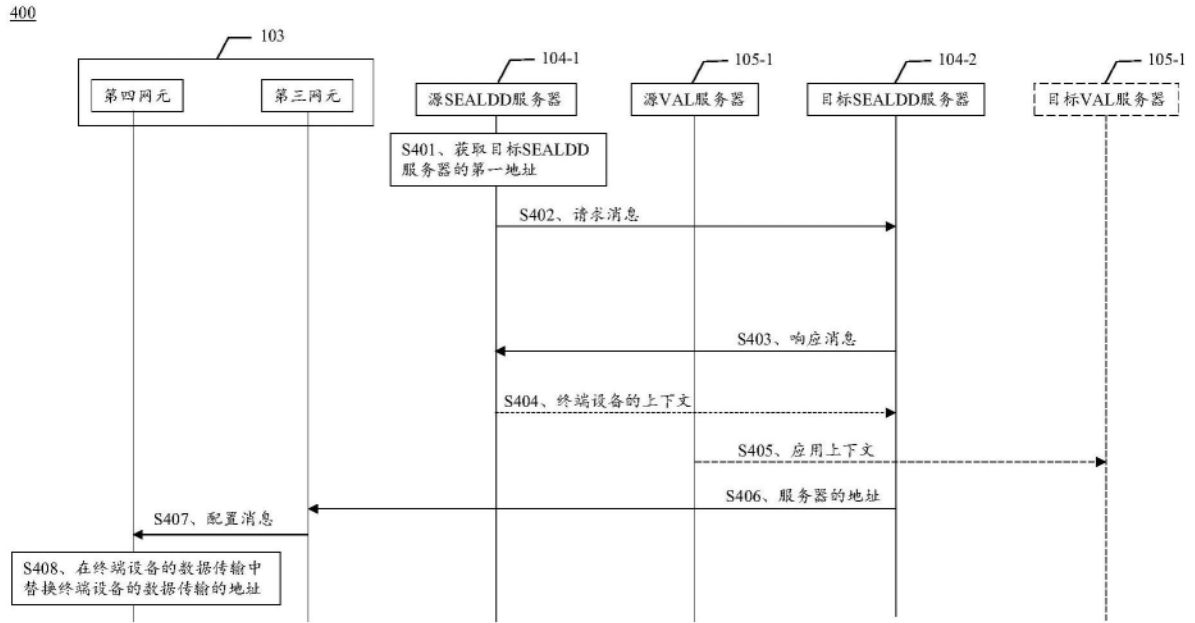 400
103
104-1
105-1
104-2
105-1
第四网元
第三网元
源SEALDD服务器
源VAL服务器
目标SEALDD服务器
目标VAL服务器
S401、获取目标SEALDD
服务器的第一地址
S402、请求消息
S403、响应消息
S404、终端设备的上下文
S405、应用上下文
S406、服务器的地址
S407、配置消息
S408、在终端设备的数据传输中
替换终端设备的数据传输的地址